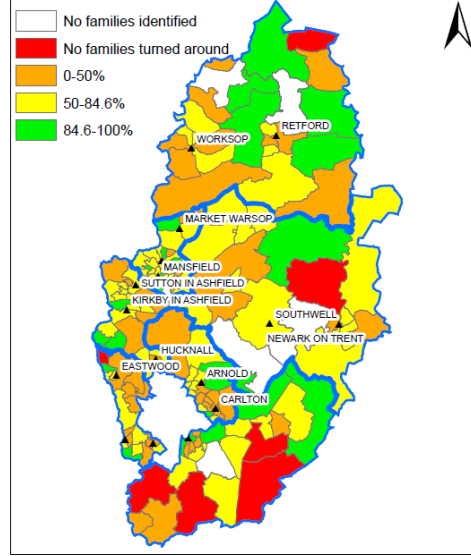 No families identified
No families turned around
0-50%
50-84.6%
84.6-100%
RETFORD
WORKSOP
MARKET WARSOP
MANSFIELD
SUTTON IN ASHFIELD
KIRKBY IN ASHFIELD
SOUTHWELL
NEWARK ON TRENT
HUCKNALL
EASTWOOD
ARNOLD
CARLTON